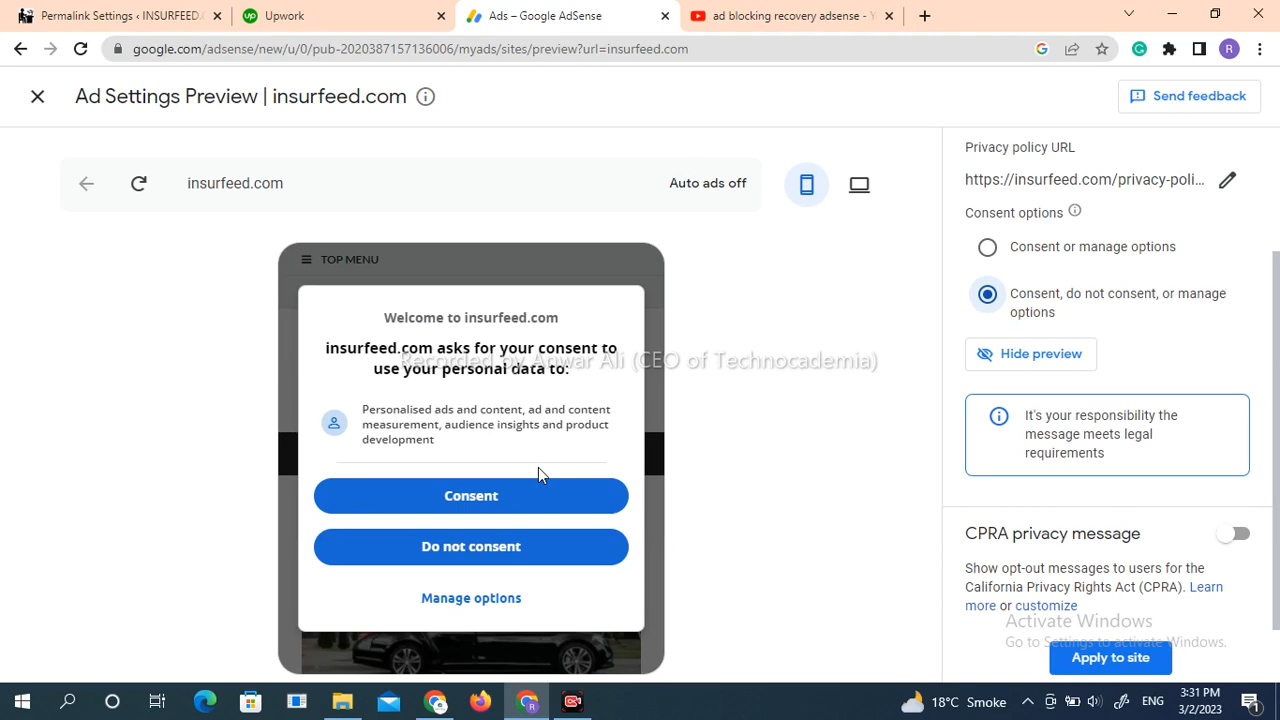 Permalink Settings ‹ INSURFEED.
Upwork
Ads – Google AdSense
ad blocking recovery adsense - Y
google.com/adsense/new/u/0/pub-2020387157136006/myads/sites/preview?url=insurfeed.com
R
Ad Settings Preview | insurfeed.com
Send feedback
insurfeed.com
Auto ads off
TOP MENU
Welcome to insurfeed.com
insurfeed.com asks for your consent to
use your personal data to:
Recorded by Anwar Ali (CEO of Technocademia)
Personalised ads and content, ad and content
measurement, audience insights and product
development
Consent
Do not consent
Manage options
Privacy policy URL
https://insurfeed.com/privacy-poli...
Consent options
Consent or manage options
Consent, do not consent, or manage
options
Hide preview
It's your responsibility the
message meets legal
requirements
CPRA privacy message
Show opt-out messages to users for the
California Privacy Rights Act (CPRA). Learn
more or customize
Activate Windows
Go to Settings to activate Windows.
Apply to site
18°C Smoke
ENG
3:31 PM
3/2/2023
1